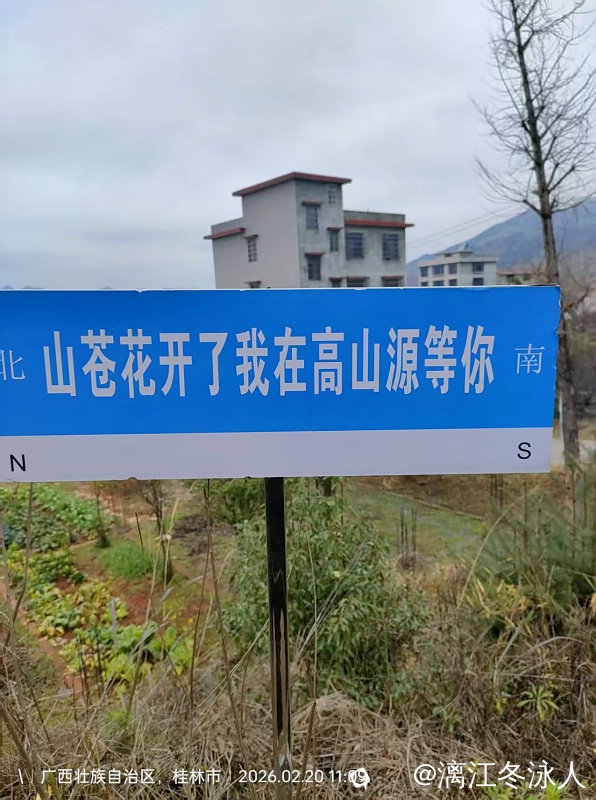 北 山苍花开了我在高山源等你 南
N S
广西壮族自治区，桂林市 2026.02.20 11:09
@漓江冬泳人